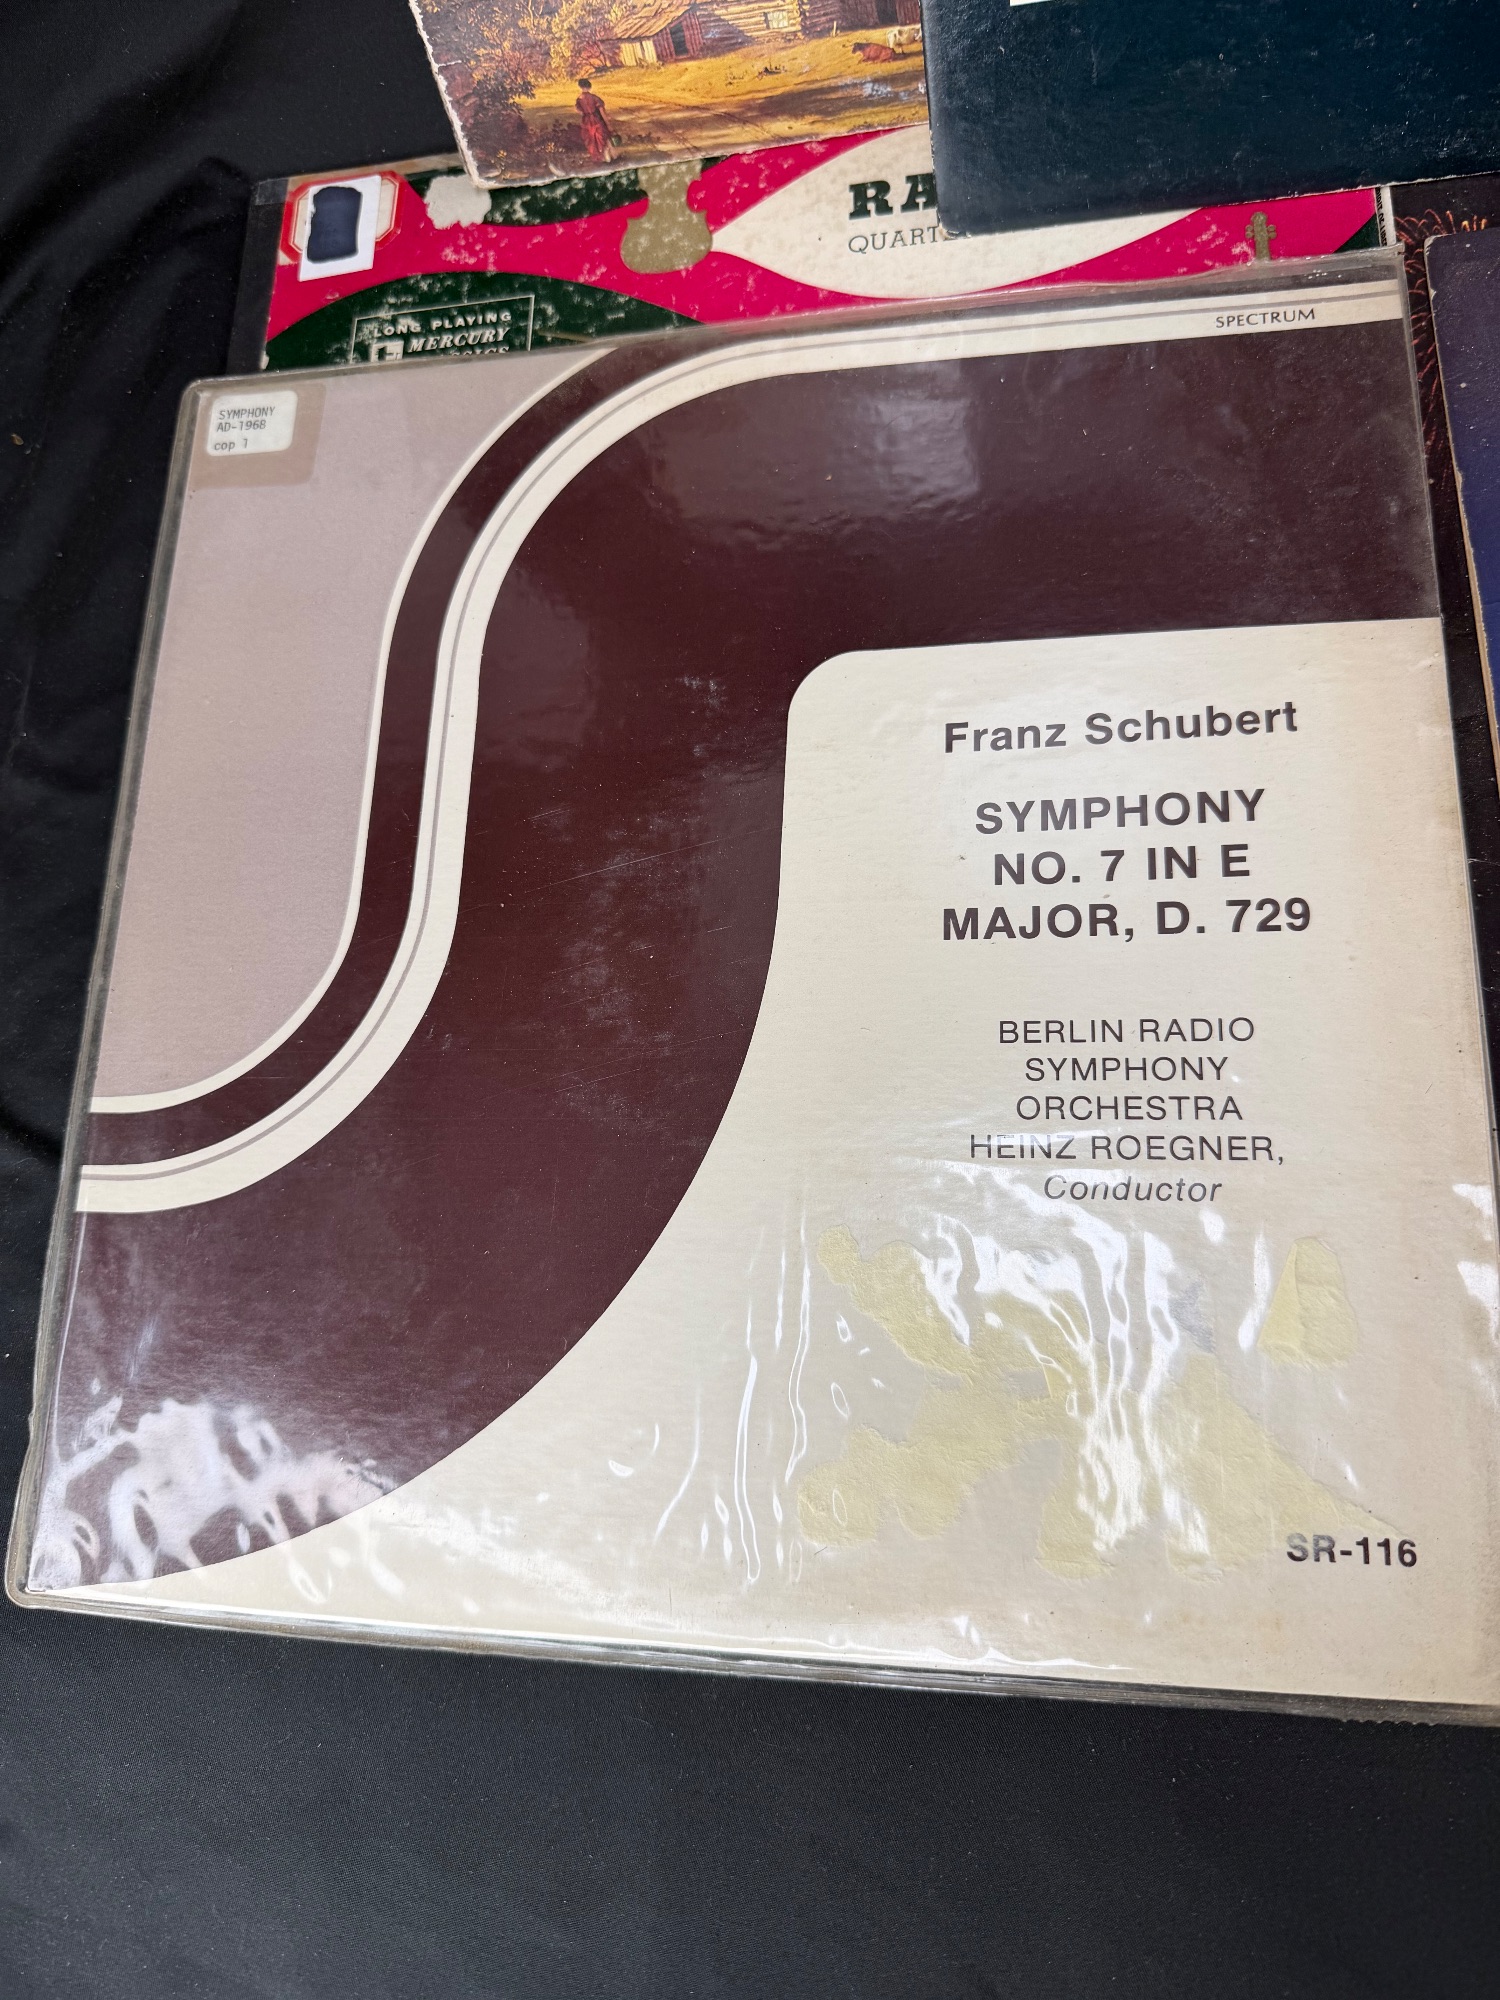 RA
QUART
LONG PLAYING
MERCURY
SPECTRUM
SYMPHONY
AD-1968
cop 1
Franz Schubert
SYMPHONY
NO. 7 IN E
MAJOR, D. 729
BERLIN RADIO
SYMPHONY
ORCHESTRA
HEINZ ROEGNER,
Conductor
SR-116